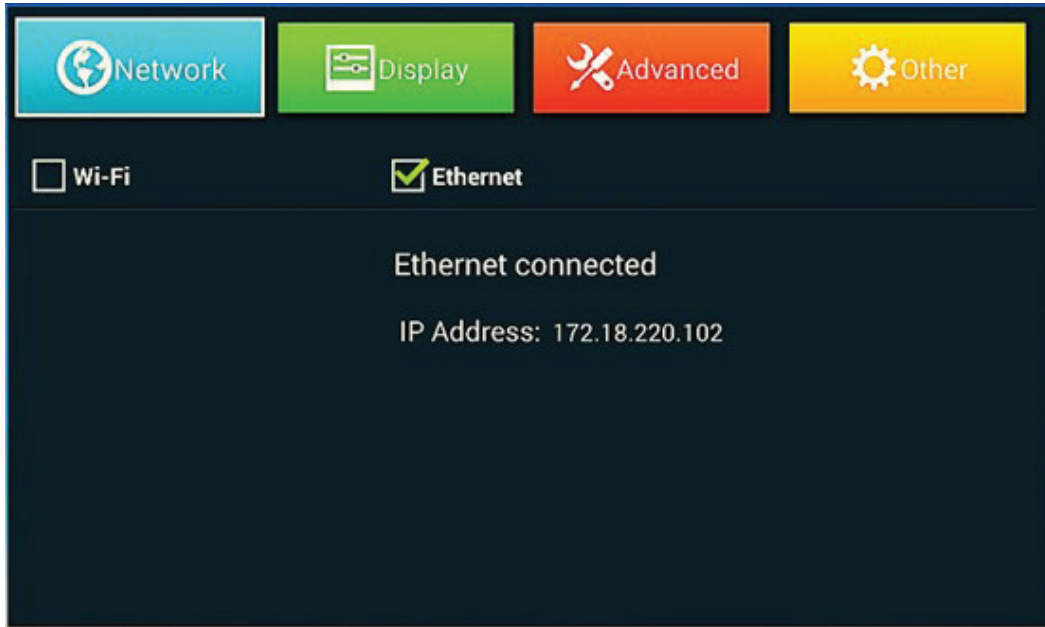 Network Display Advanced Other
Wi-Fi Ethernet
Ethernet connected
IP Address: 172.18.220.102